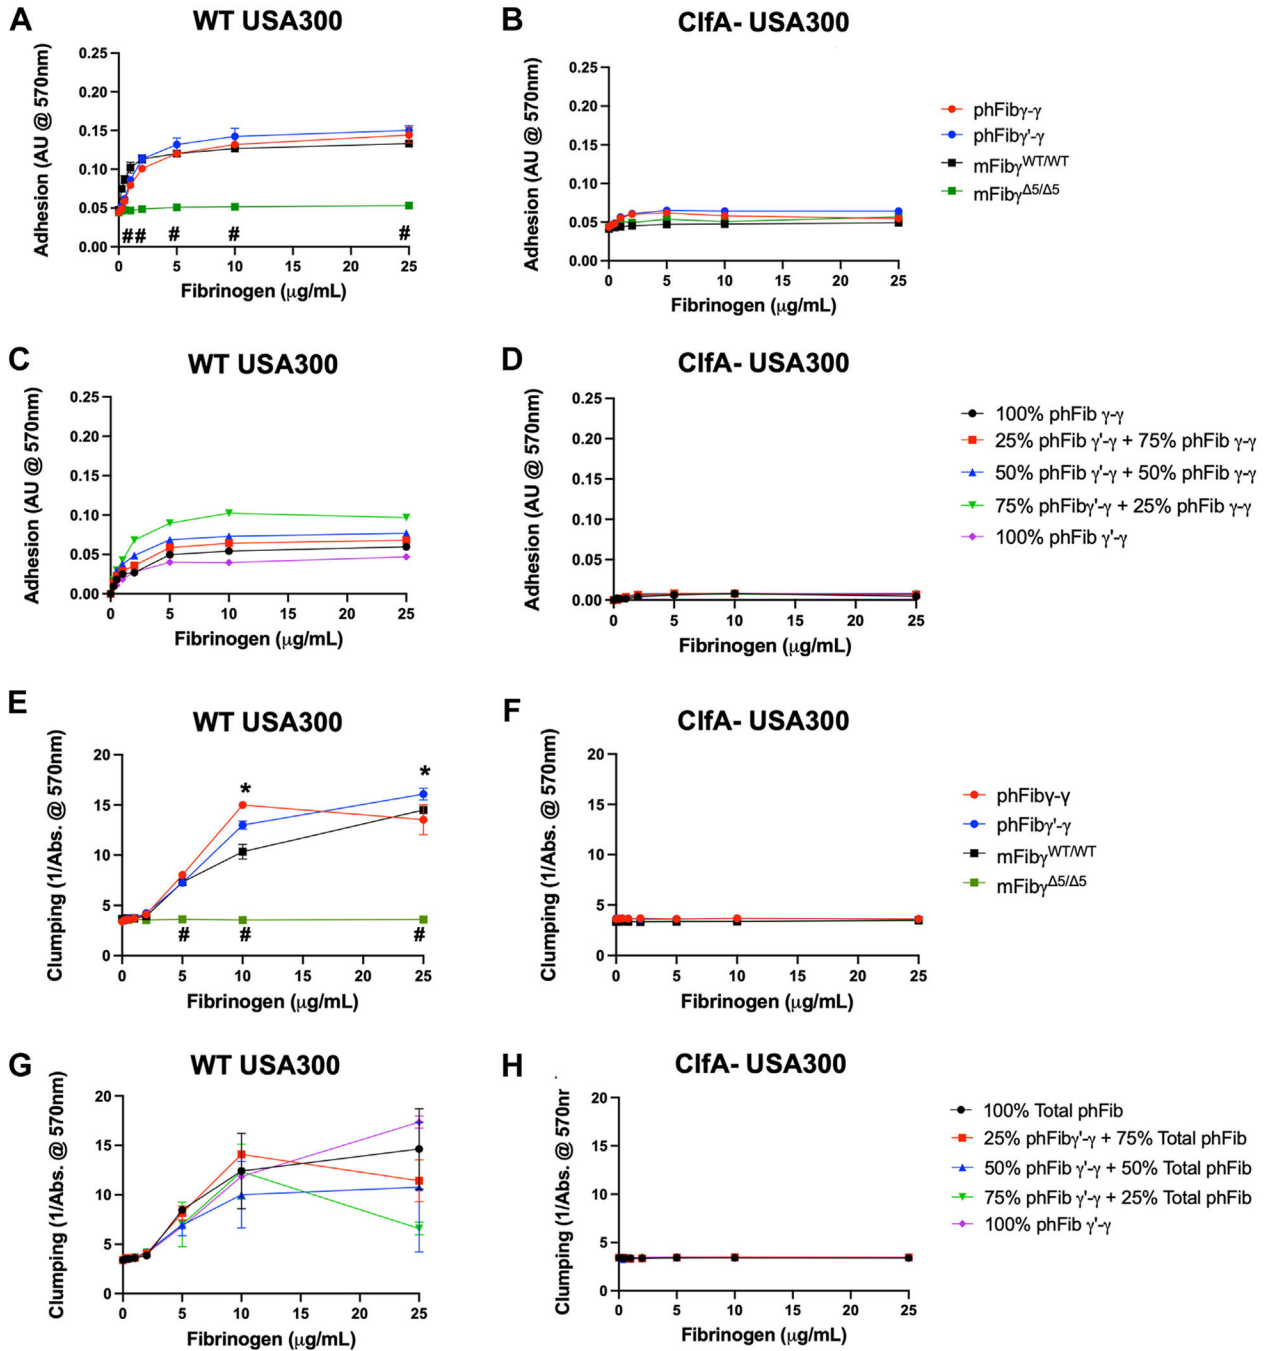 A
WT USA300
Adhesion (AU @ 570nm)
0.25
0.20
0.15
0.10
0.05
0.00
# # # # #
0 5 10 15 20 25
Fibrinogen (μg/mL)
B
ClfA- USA300
Adhesion (AU @ 570nm)
0.25
0.20
0.15
0.10
0.05
0.00
0 5 10 15 20 25
Fibrinogen (μg/mL)
phFibγ-γ
phFibγ'-γ
mFibγWT/WT
mFibγΔ5/Δ5
C
WT USA300
Adhesion (AU @ 570nm)
0.25
0.20
0.15
0.10
0.05
0.00
0 5 10 15 20 25
Fibrinogen (μg/mL)
D
ClfA- USA300
Adhesion (AU @ 570nm)
0.25
0.20
0.15
0.10
0.05
0.00
0 5 10 15 20 25
Fibrinogen (μg/mL)
100% phFib γ-γ
25% phFib γ'-γ + 75% phFib γ-γ
50% phFib γ'-γ + 50% phFib γ-γ
75% phFibγ'-γ + 25% phFib γ-γ
100% phFib γ'-γ
E
WT USA300
Clumping (1/Abs. @ 570nm)
20
15
10
5
0
* *
# # #
0 5 10 15 20 25
Fibrinogen (μg/mL)
F
ClfA- USA300
Clumping (1/Abs. @ 570nm)
20
15
10
5
0
0 5 10 15 20 25
Fibrinogen (μg/mL)
phFibγ-γ
phFibγ'-γ
mFibγWT/WT
mFibγΔ5/Δ5
G
WT USA300
Clumping (1/Abs. @ 570nm)
20
15
10
5
0
0 5 10 15 20 25
Fibrinogen (μg/mL)
H
ClfA- USA300
Clumping (1/Abs. @ 570nr
20
15
10
5
0
0 5 10 15 20 25
Fibrinogen (μg/mL)
100% Total phFib
25% phFibγ'-γ + 75% Total phFib
50% phFib γ'-γ + 50% Total phFib
75% phFib γ'-γ + 25% Total phFib
100% phFib γ'-γ